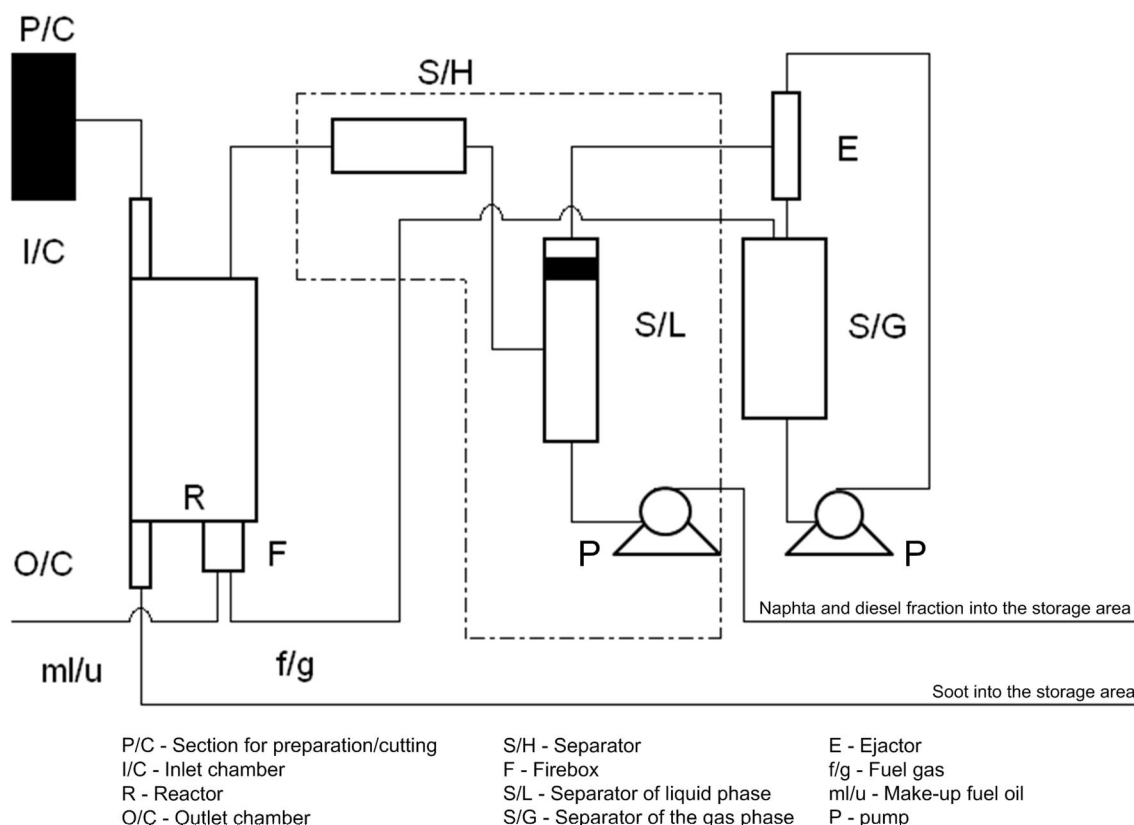 P/C
S/H
E
I/C
S/L
S/G
R
O/C
F
P
P
Naphta and diesel fraction into the storage area
ml/u
f/g
Soot into the storage area
P/C - Section for preparation/cutting
I/C - Inlet chamber
R - Reactor
O/C - Outlet chamber
S/H - Separator
F - Firebox
S/L - Separator of liquid phase
S/G - Separator of the gas phase
E - Ejactor
f/g - Fuel gas
ml/u - Make-up fuel oil
P - pump